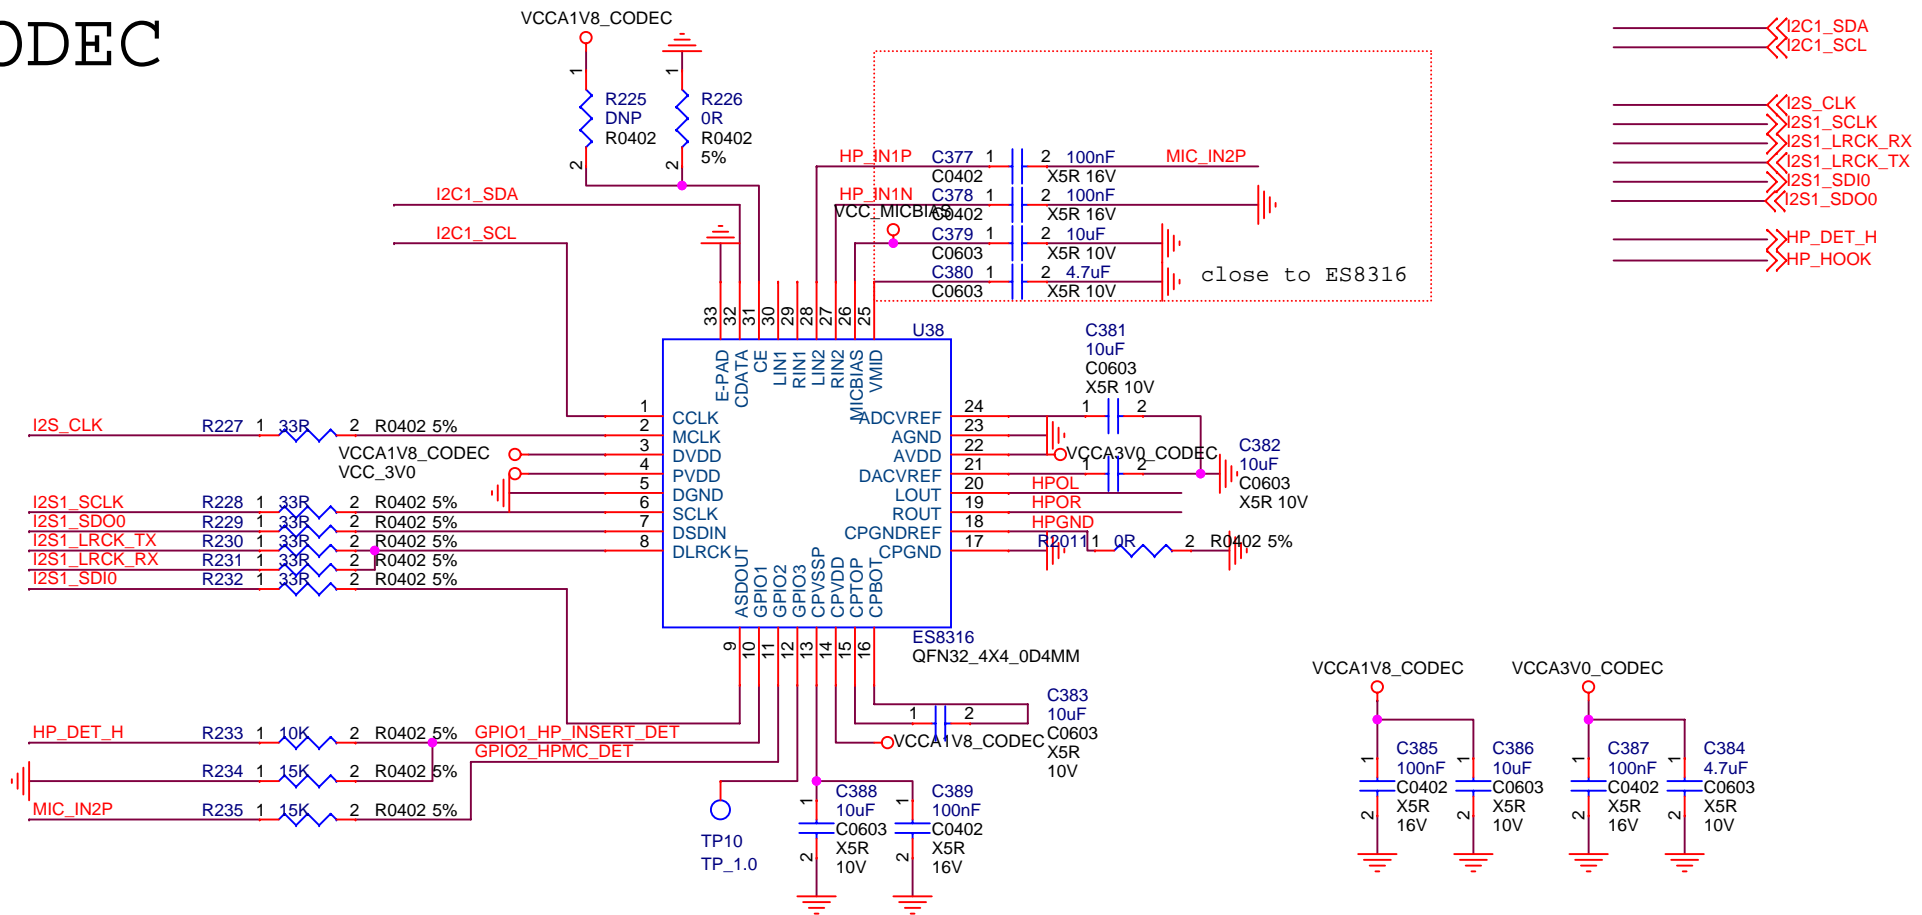 ODEC
VCCA1V8_CODEC
1
R225
DNP
R0402
2
1
R226
0R
R0402
5%
2
I2C1_SDA
I2C1_SCL
HP_IN1P C377 1 2 100nF MIC_IN2P
C0402 X5R 16V
HP_IN1N C378 1 2 100nF
VCC_MICBIAS C0402 X5R 16V
C379 1 2 10uF
C0603 X5R 10V
C380 1 2 4.7uF
C0603 X5R 10V
close to ES8316
I2C1_SDA
I2C1_SCL
I2S_CLK
I2S1_SCLK
I2S1_LRCK_RX
I2S1_LRCK_TX
I2S1_SDI0
I2S1_SDO0
HP_DET_H
HP_HOOK
33 32 31 30 29 28 27 26 25
U38
E-PAD CDATA CE LIN1 RIN1 LIN2 RIN2 MICBIAS VMID
1 CCLK
2 MCLK
3 DVDD
4 PVDD
5 DGND
6 SCLK
7 DSDIN
8 DLRCK
24 ADCVREF
23 AGND
22 AVDD
21 DACVREF
20 LOUT
19 ROUT
18 CPGNDREF
17 CPGND
ASDOUT GPIO1 GPIO2 GPIO3 CPVSSP CPVDD CPTOP CPBOT
9 10 11 12 13 14 15 16
ES8316
QFN32_4X4_0D4MM
I2S_CLK R227 1 33R 2 R0402 5%
VCCA1V8_CODEC
VCC_3V0
I2S1_SCLK R228 1 33R 2 R0402 5%
I2S1_SDO0 R229 1 33R 2 R0402 5%
I2S1_LRCK_TX R230 1 33R 2 R0402 5%
I2S1_LRCK_RX R231 1 33R 2 R0402 5%
I2S1_SDI0 R232 1 33R 2 R0402 5%
C381
10uF
C0603
X5R 10V
1 2
VCCA3V0_CODEC
1 2
C382
10uF
C0603
X5R 10V
HPOL
HPOR
HPGND
R2011 1 0R 2 R0402 5%
HP_DET_H R233 1 10K 2 R0402 5% GPIO1_HP_INSERT_DET
GPIO2_HPMC_DET
R234 1 15K 2 R0402 5%
MIC_IN2P R235 1 15K 2 R0402 5%
C383
1 2 10uF
VCCA1V8_CODEC C0603
X5R
10V
TP10
TP_1.0
1
C388
10uF
C0603
X5R
10V
2
1
C389
100nF
C0402
X5R
16V
2
VCCA1V8_CODEC
1
C385
100nF
C0402
X5R
16V
2
1
C386
10uF
C0603
X5R
10V
2
VCCA3V0_CODEC
1
C387
100nF
C0402
X5R
16V
2
1
C384
4.7uF
C0603
X5R
10V
2